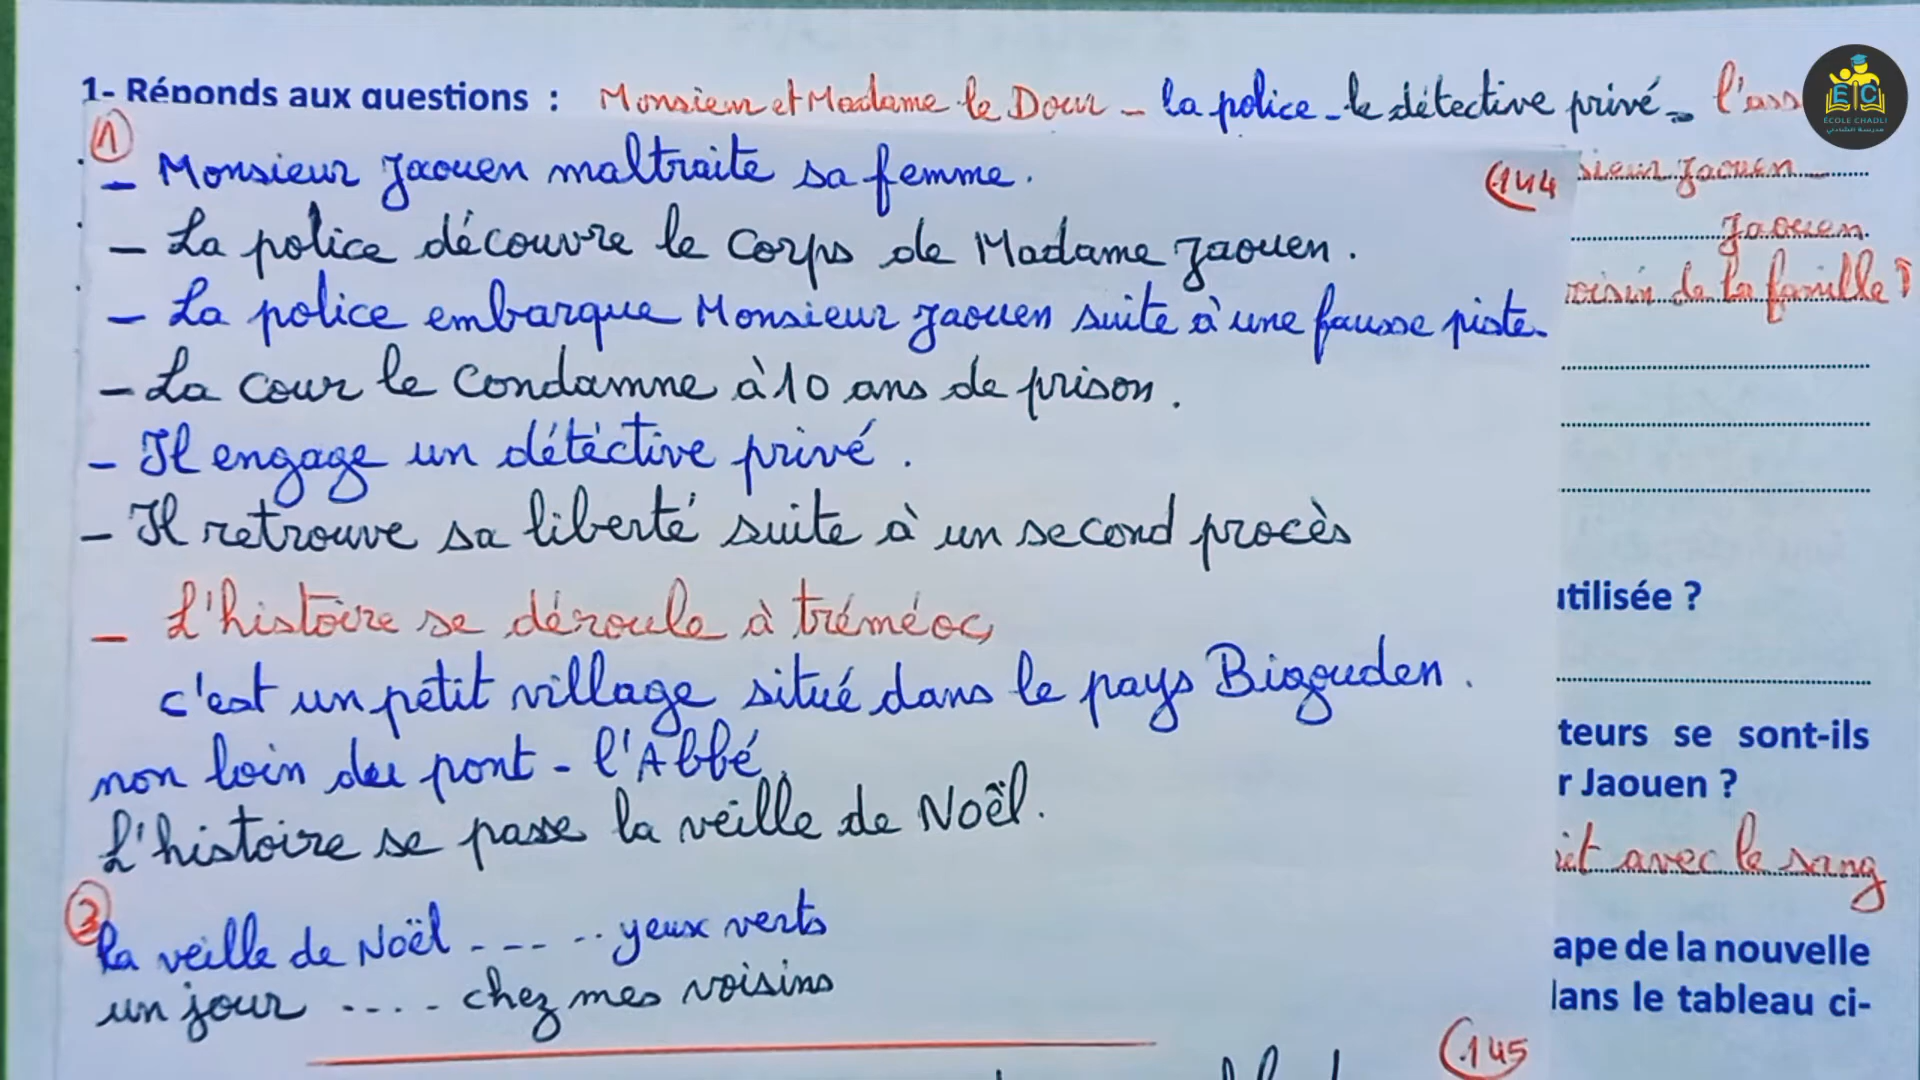 1- Réponds aux questions : Monsieur et Madame le Dour - la police - le détective privé - l'ass
ÉCOLE CHADLI
مدرسة الشاذلي
1
- Monsieur Jaouen maltraite sa femme.
144
sieur Jaouen -
- La police découvre le corps de Madame Jaouen.
Jaouen.
- La police embarque Monsieur Jaouen suite à une fausse piste.
voisin de la famille
- La cour le condamne à 10 ans de prison.
- Il engage un détéctive privé.
- Il retrouve sa liberté suite à un second procès
- L'histoire se déroule à tréméoc,
utilisée ?
c'est un petit village situé dans le pays Bigouden.
teurs se sont-ils
non loin du pont - l'Abbé,
r Jaouen ?
L'histoire se passe la veille de Noël.
it avec le sang
3
la veille de Noël - - - .. yeux verts
ape de la nouvelle
un jour .... chez mes voisins
dans le tableau ci-
145